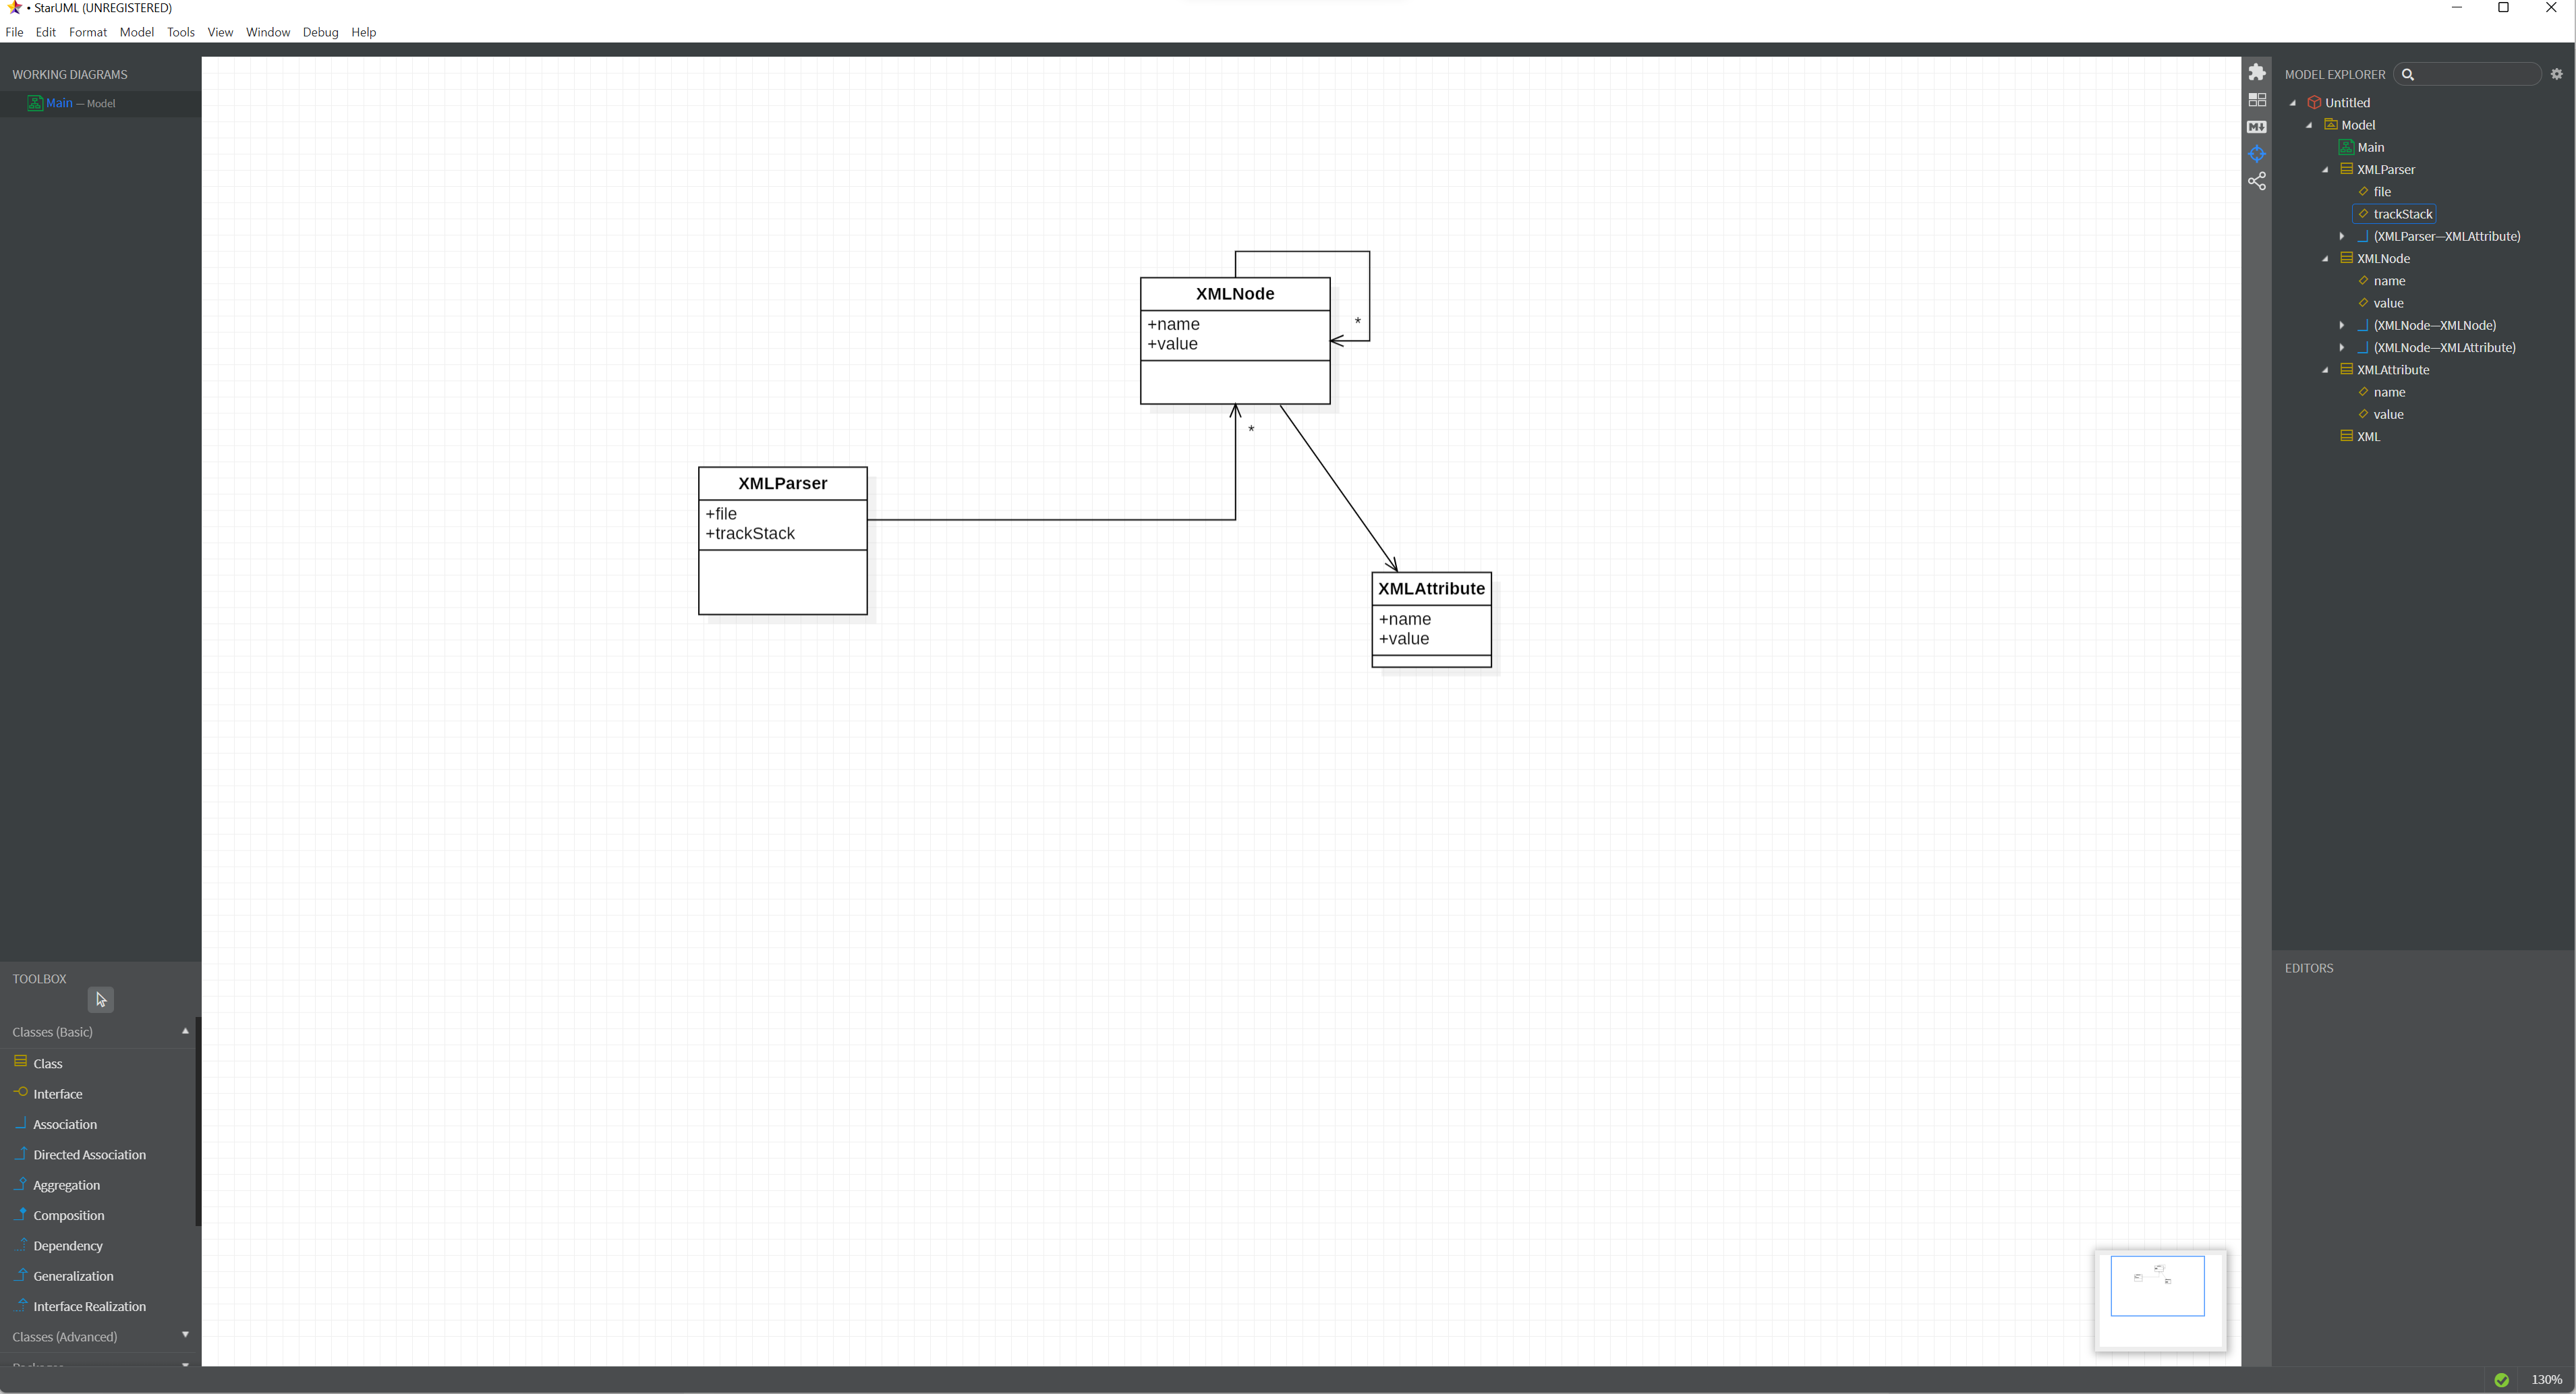 • StarUML (UNREGISTERED)
File Edit Format Model Tools View Window Debug Help
WORKING DIAGRAMS
Main — Model
XMLNode
+name
+value
*
*
XMLParser
+file
+trackStack
XMLAttribute
+name
+value
TOOLBOX
Classes (Basic)
Class
Interface
Association
Directed Association
Aggregation
Composition
Dependency
Generalization
Interface Realization
Classes (Advanced)
MODEL EXPLORER
Untitled
Model
Main
XMLParser
file
trackStack
(XMLParser—XMLAttribute)
XMLNode
name
value
(XMLNode—XMLNode)
(XMLNode—XMLAttribute)
XMLAttribute
name
value
XML
EDITORS
130%